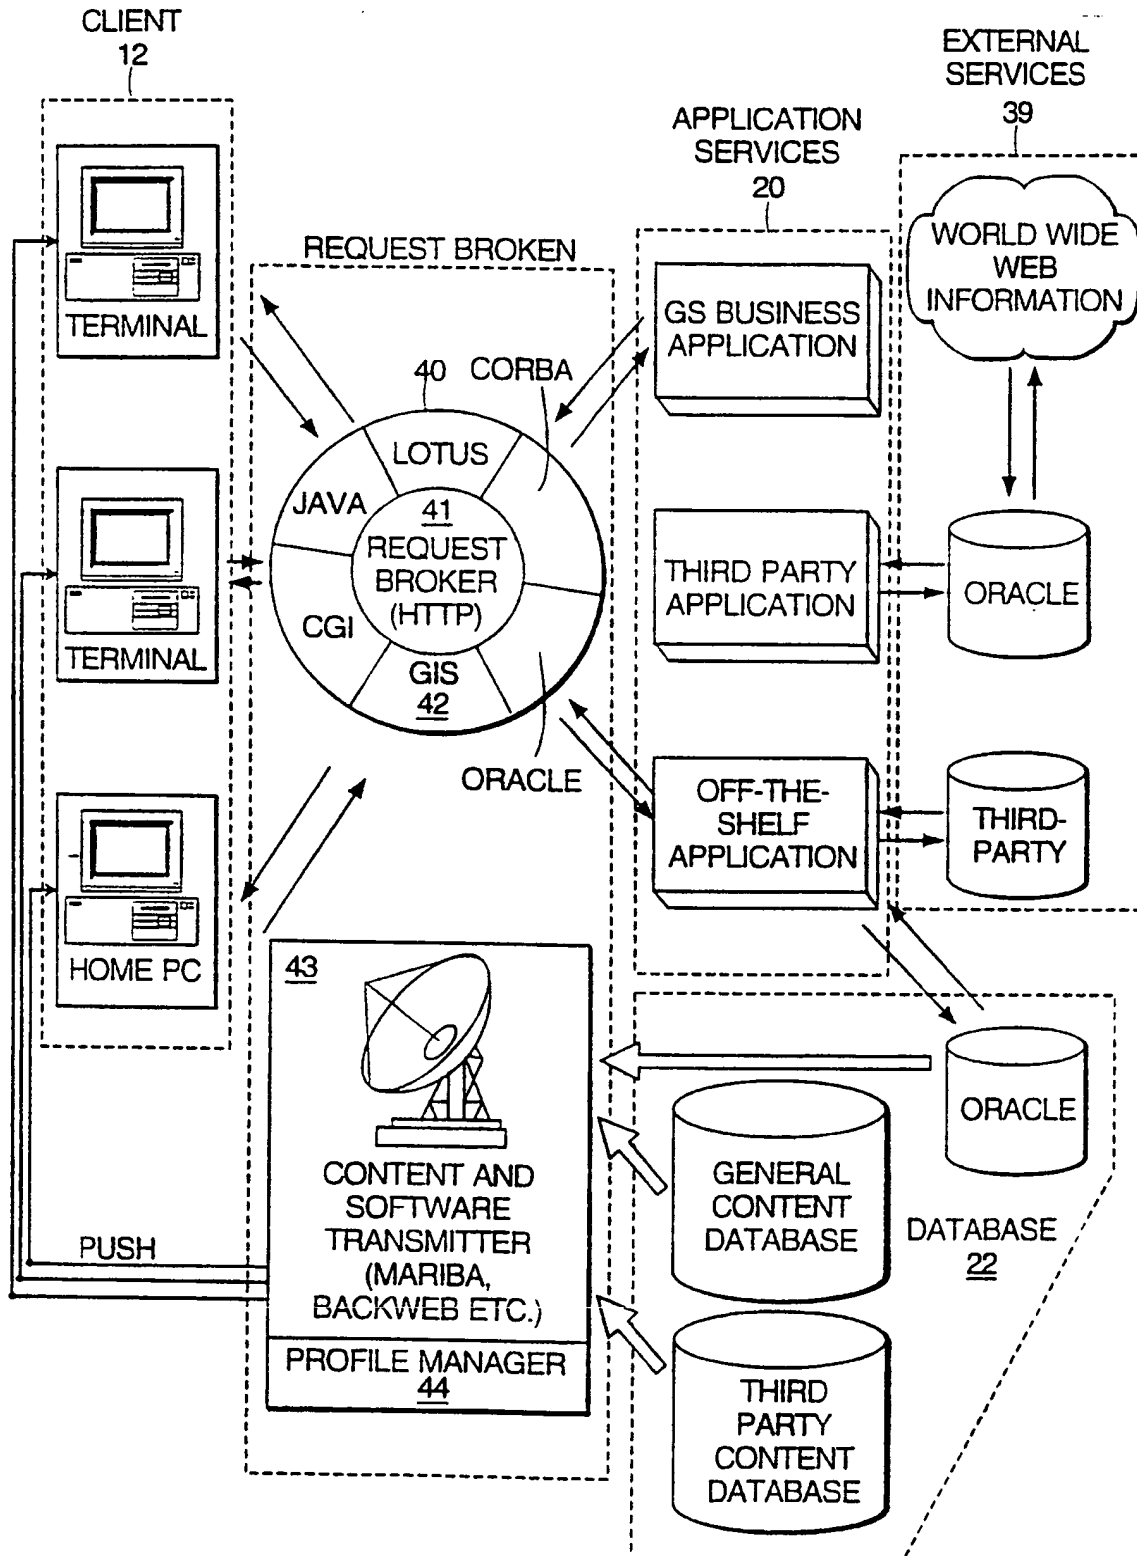 CLIENT
12
EXTERNAL
SERVICES
39
APPLICATION
SERVICES
20
REQUEST BROKEN
TERMINAL
TERMINAL
HOME PC
40
CORBA
LOTUS
JAVA
41
REQUEST
BROKER
(HTTP)
CGI
GIS
42
ORACLE
GS BUSINESS
APPLICATION
THIRD PARTY
APPLICATION
OFF-THE-
SHELF
APPLICATION
WORLD WIDE
WEB
INFORMATION
ORACLE
THIRD-
PARTY
43
CONTENT AND
SOFTWARE
TRANSMITTER
(MARIBA,
BACKWEB ETC.)
PROFILE MANAGER
44
PUSH
ORACLE
GENERAL
CONTENT
DATABASE
DATABASE
22
THIRD
PARTY
CONTENT
DATABASE